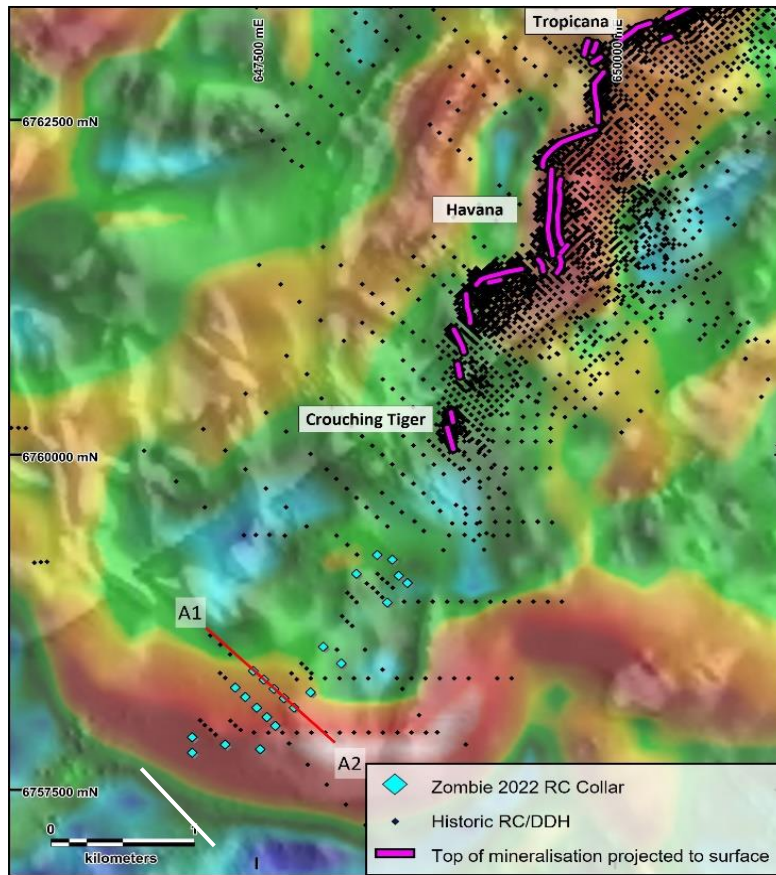 Tropicana
647500 mE
650000 mE
6762500 mN
Havana
Crouching Tiger
6760000 mN
A1
A2
6757500 mN
0
kilometers
Zombie 2022 RC Collar
Historic RC/DDH
Top of mineralisation projected to surface